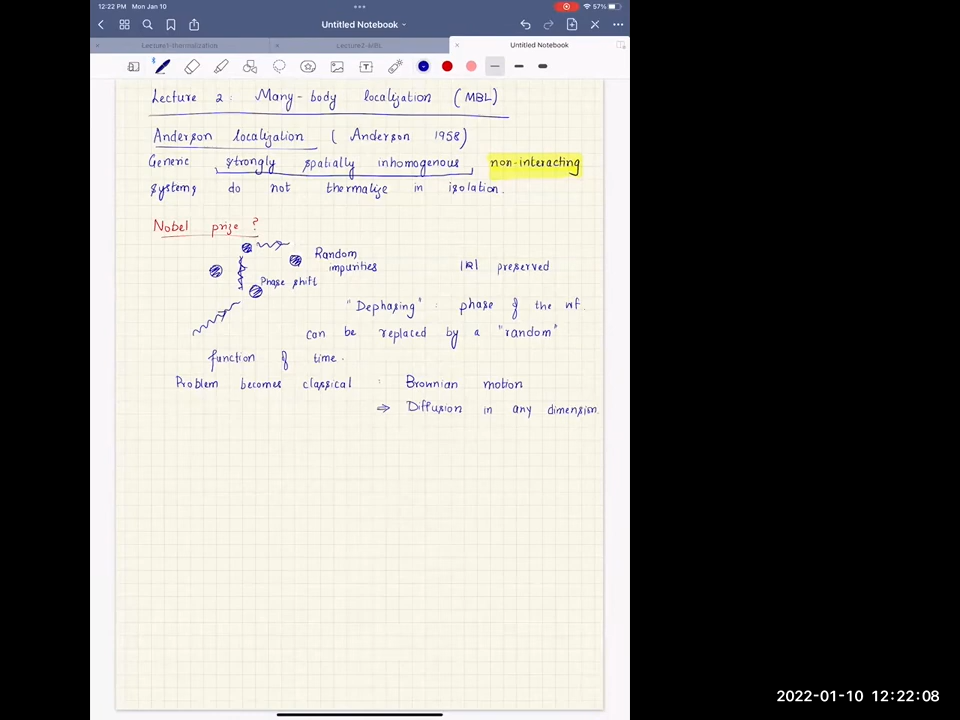 12:22 PM Mon Jan 10
57%
Untitled Notebook
Lecture1-thermalization
Lecture2-MBL
Untitled Notebook
Lecture 2: Many-body localization (MBL)
Anderson localization (Anderson 1958)
Generic strongly spatially inhomogenous non-interacting
systems do not thermalize in isolation.
Nobel prize?
Random
impurities
|k| preserved
Phase shift
"Dephasing": phase of the wf.
can be replaced by a "random"
function of time.
Problem becomes classical : Brownian motion
⇒ Diffusion in any dimension.
2022-01-10 12:22:08